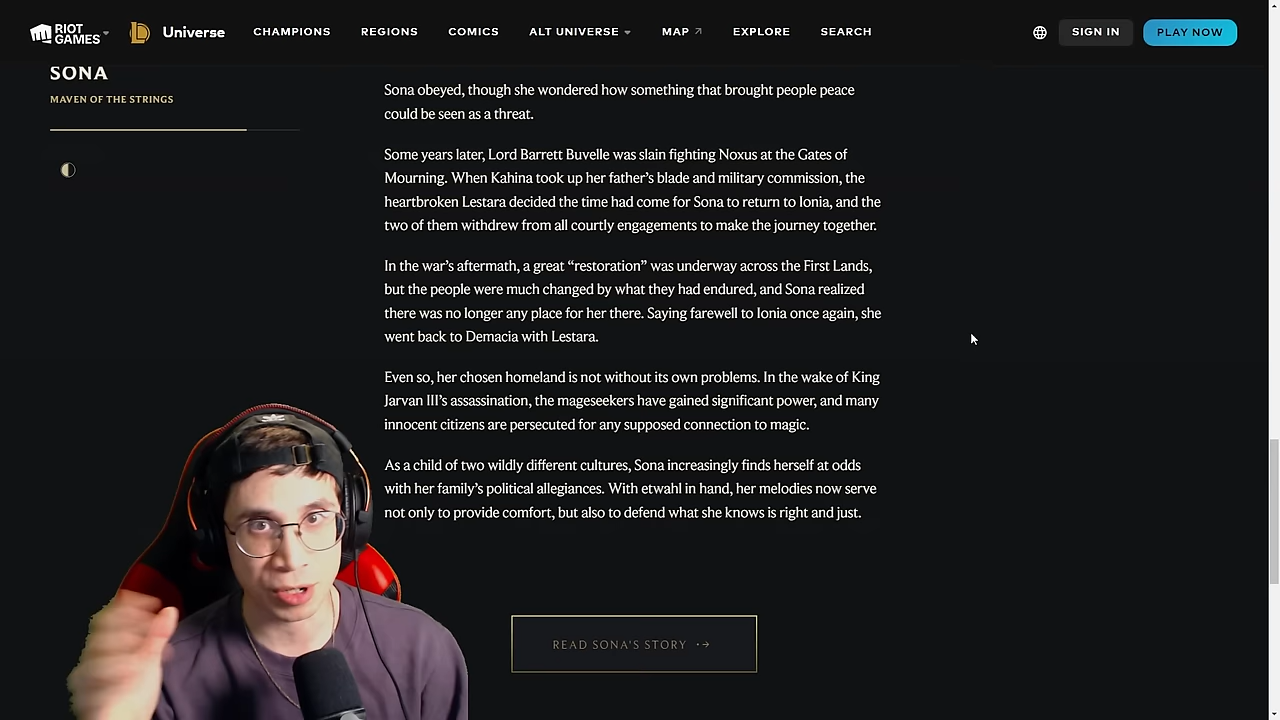 RIOT GAMES
Universe
CHAMPIONS
REGIONS
COMICS
ALT UNIVERSE
MAP
EXPLORE
SEARCH
SIGN IN
PLAY NOW
SONA
MAVEN OF THE STRINGS
Sona obeyed, though she wondered how something that brought people peace
could be seen as a threat.
Some years later, Lord Barrett Buvelle was slain fighting Noxus at the Gates of
Mourning. When Kahina took up her father’s blade and military commission, the
heartbroken Lestara decided the time had come for Sona to return to Ionia, and the
two of them withdrew from all courtly engagements to make the journey together.
In the war’s aftermath, a great “restoration” was underway across the First Lands,
but the people were much changed by what they had endured, and Sona realized
there was no longer any place for her there. Saying farewell to Ionia once again, she
went back to Demacia with Lestara.
Even so, her chosen homeland is not without its own problems. In the wake of King
Jarvan III’s assassination, the mageseekers have gained significant power, and many
innocent citizens are persecuted for any supposed connection to magic.
As a child of two wildly different cultures, Sona increasingly finds herself at odds
with her family’s political allegiances. With etwahl in hand, her melodies now serve
not only to provide comfort, but also to defend what she knows is right and just.
READ SONA'S STORY